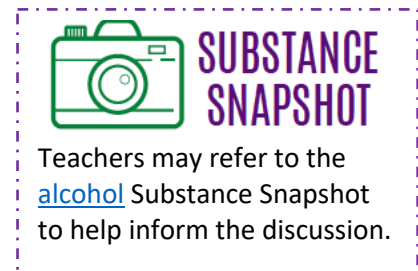 SUBSTANCE
SNAPSHOT
Teachers may refer to the
alcohol Substance Snapshot
to help inform the discussion.